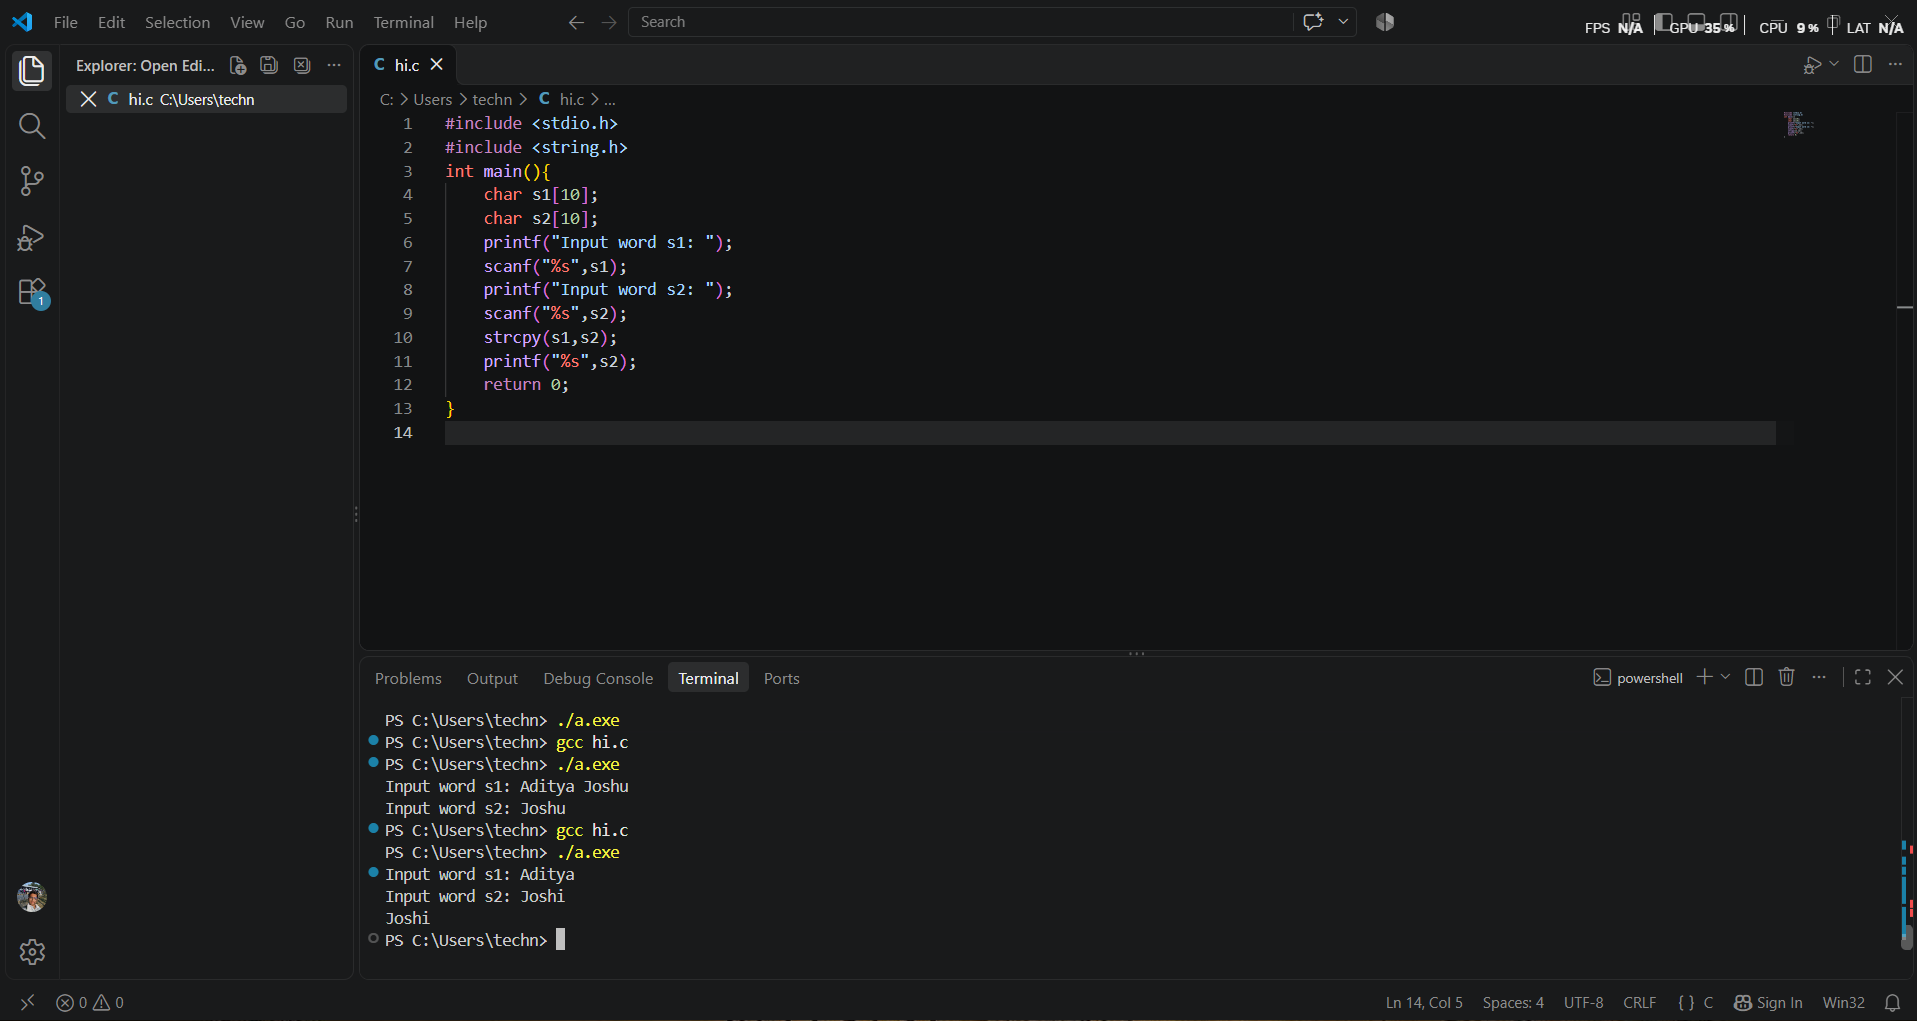 File Edit Selection View Go Run Terminal Help
Search
FPS N/A GPU 35% CPU 9% LAT N/A
Explorer: Open Edi...
hi.c C:\Users\techn
1
hi.c
C: > Users > techn > C hi.c > ...
1 #include <stdio.h>
2 #include <string.h>
3 int main(){
4     char s1[10];
5     char s2[10];
6     printf("Input word s1: ");
7     scanf("%s",s1);
8     printf("Input word s2: ");
9     scanf("%s",s2);
10     strcpy(s1,s2);
11     printf("%s",s2);
12     return 0;
13 }
14
Problems Output Debug Console Terminal Ports
powershell
PS C:\Users\techn> ./a.exe
PS C:\Users\techn> gcc hi.c
PS C:\Users\techn> ./a.exe
Input word s1: Aditya Joshu
Input word s2: Joshu
PS C:\Users\techn> gcc hi.c
PS C:\Users\techn> ./a.exe
Input word s1: Aditya
Input word s2: Joshi
Joshi
PS C:\Users\techn>
0 0
Ln 14, Col 5 Spaces: 4 UTF-8 CRLF { } C Sign In Win32